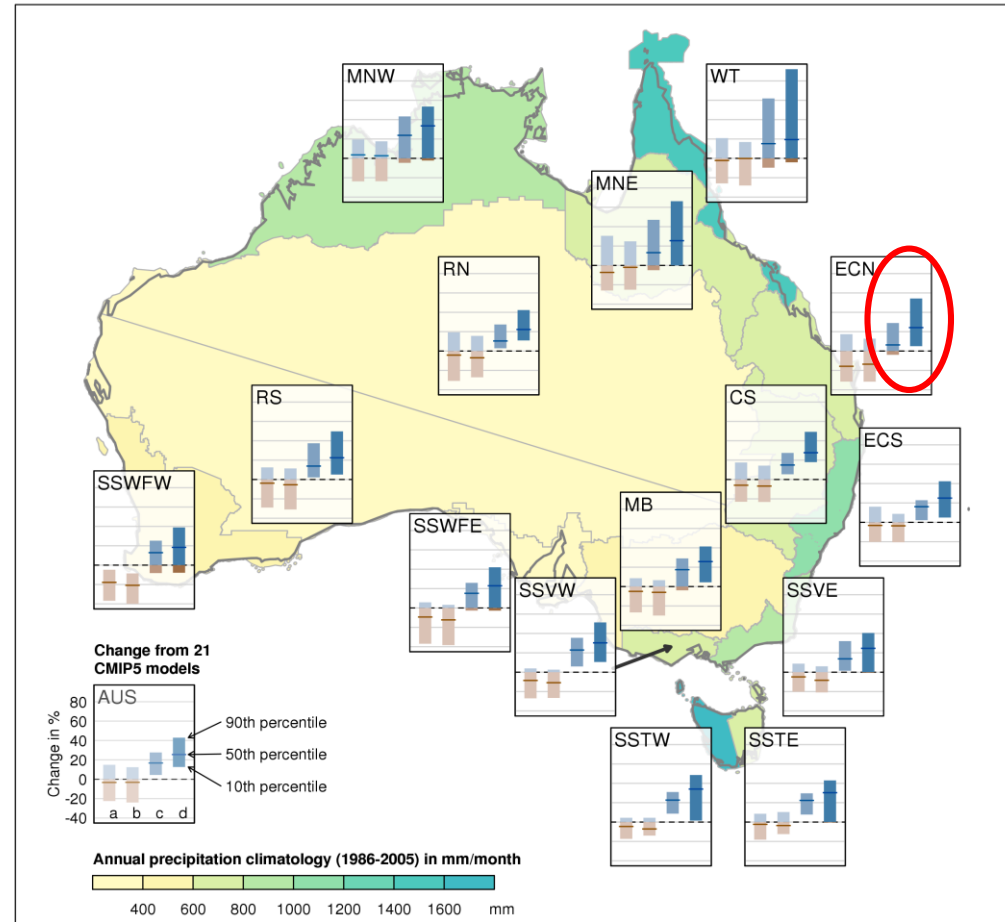 MNW
WT
MNE
RN
ECN
RS
CS
ECS
SSWFW
MB
SSWFE
SSVW
SSVE
Change from 21
CMIP5 models
AUS
Change in %
80
60
40
20
0
-20
-40
a b c d
90th percentile
50th percentile
10th percentile
SSTW
SSTE
Annual precipitation climatology (1986-2005) in mm/month
400 600 800 1000 1200 1400 1600 mm